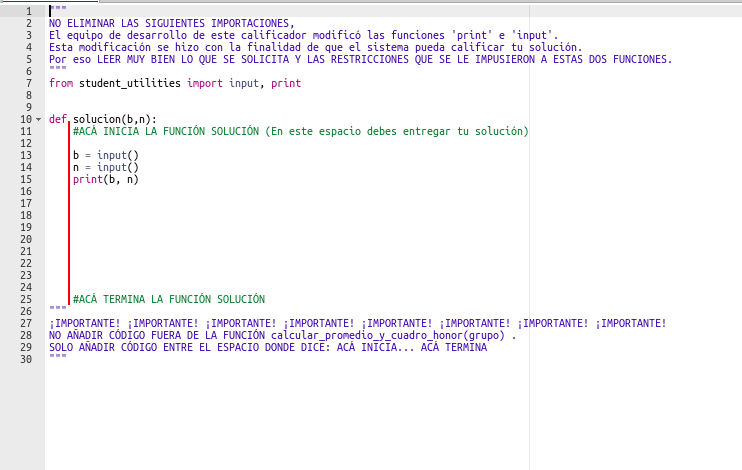 1 """
2 NO ELIMINAR LAS SIGUIENTES IMPORTACIONES,
3 El equipo de desarrollo de este calificador modificó las funciones 'print' e 'input'.
4 Esta modificación se hizo con la finalidad de que el sistema pueda calificar tu solución.
5 Por eso LEER MUY BIEN LO QUE SE SOLICITA Y LAS RESTRICCIONES QUE SE LE IMPUSIERON A ESTAS DOS FUNCIONES.
6 """
7 from student_utilities import input, print
8
9
10 def solucion(b,n):
11 #ACÁ INICIA LA FUNCIÓN SOLUCIÓN (En este espacio debes entregar tu solución)
12
13 b = input()
14 n = input()
15 print(b, n)
16
17
18
19
20
21
22
23
24
25 #ACÁ TERMINA LA FUNCIÓN SOLUCIÓN
26 """
27 ¡IMPORTANTE! ¡IMPORTANTE! ¡IMPORTANTE! ¡IMPORTANTE! ¡IMPORTANTE! ¡IMPORTANTE! ¡IMPORTANTE! ¡IMPORTANTE!
28 NO AÑADIR CÓDIGO FUERA DE LA FUNCIÓN calcular_promedio_y_cuadro_honor(grupo) .
29 SOLO AÑADIR CÓDIGO ENTRE EL ESPACIO DONDE DICE: ACÁ INICIA... ACÁ TERMINA
30 """